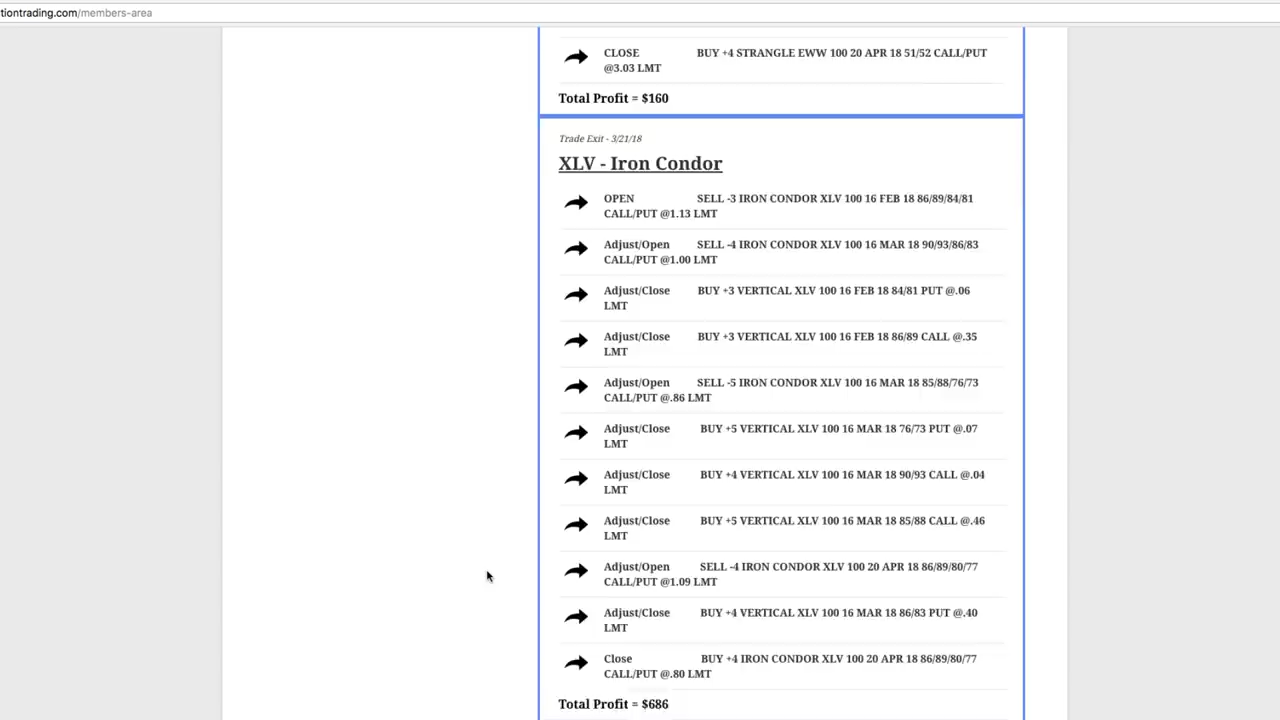 tiontrading.com/members-area
CLOSE BUY +4 STRANGLE EWW 100 20 APR 18 51/52 CALL/PUT
@3.03 LMT
Total Profit = $160
Trade Exit - 3/21/18
XLV - Iron Condor
OPEN SELL -3 IRON CONDOR XLV 100 16 FEB 18 86/89/84/81
CALL/PUT @1.13 LMT
Adjust/Open SELL -4 IRON CONDOR XLV 100 16 MAR 18 90/93/86/83
CALL/PUT @1.00 LMT
Adjust/Close BUY +3 VERTICAL XLV 100 16 FEB 18 84/81 PUT @.06
LMT
Adjust/Close BUY +3 VERTICAL XLV 100 16 FEB 18 86/89 CALL @.35
LMT
Adjust/Open SELL -5 IRON CONDOR XLV 100 16 MAR 18 85/88/76/73
CALL/PUT @.86 LMT
Adjust/Close BUY +5 VERTICAL XLV 100 16 MAR 18 76/73 PUT @.07
LMT
Adjust/Close BUY +4 VERTICAL XLV 100 16 MAR 18 90/93 CALL @.04
LMT
Adjust/Close BUY +5 VERTICAL XLV 100 16 MAR 18 85/88 CALL @.46
LMT
Adjust/Open SELL -4 IRON CONDOR XLV 100 20 APR 18 86/89/80/77
CALL/PUT @1.09 LMT
Adjust/Close BUY +4 VERTICAL XLV 100 16 MAR 18 86/83 PUT @.40
LMT
Close BUY +4 IRON CONDOR XLV 100 20 APR 18 86/89/80/77
CALL/PUT @.80 LMT
Total Profit = $686